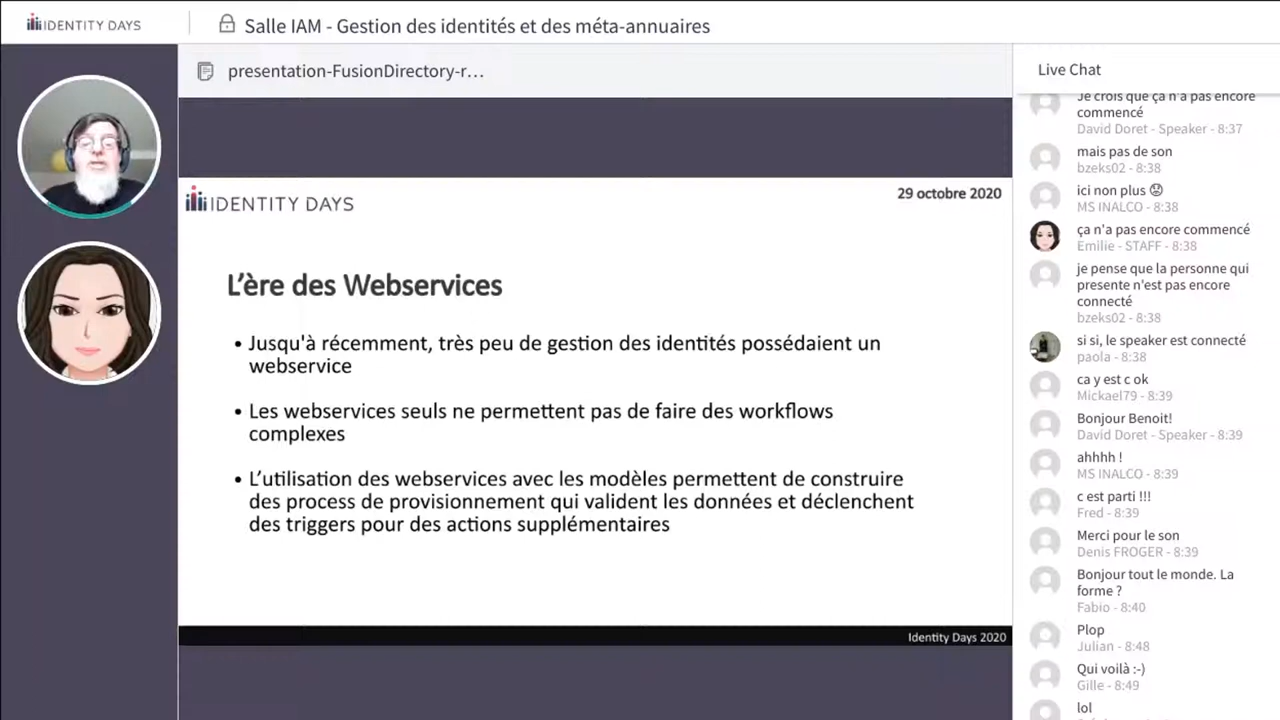 IDENTITY DAYS
Salle IAM - Gestion des identités et des méta-annuaires
presentation-FusionDirectory-r…
IDENTITY DAYS
29 octobre 2020
L'ère des Webservices
• Jusqu'à récemment, très peu de gestion des identités possédaient un
webservice
• Les webservices seuls ne permettent pas de faire des workflows
complexes
• L'utilisation des webservices avec les modèles permettent de construire
des process de provisionnement qui valident les données et déclenchent
des triggers pour des actions supplémentaires
Identity Days 2020
Live Chat
Je crois que ça n'a pas encore
commencé
David Doret - Speaker - 8:37
mais pas de son
bzeks02 - 8:38
ici non plus 😟
MS INALCO - 8:38
ça n'a pas encore commencé
Emilie - STAFF - 8:38
je pense que la personne qui
presente n'est pas encore
connecté
bzeks02 - 8:38
si si, le speaker est connecté
paola - 8:38
ca y est c ok
Mickael79 - 8:39
Bonjour Benoit!
David Doret - Speaker - 8:39
ahhhh !
MS INALCO - 8:39
c est parti !!!
Fred - 8:39
Merci pour le son
Denis FROGER - 8:39
Bonjour tout le monde. La
forme ?
Fabio - 8:40
Plop
Julian - 8:48
Qui voilà :-)
Gille - 8:49
lol